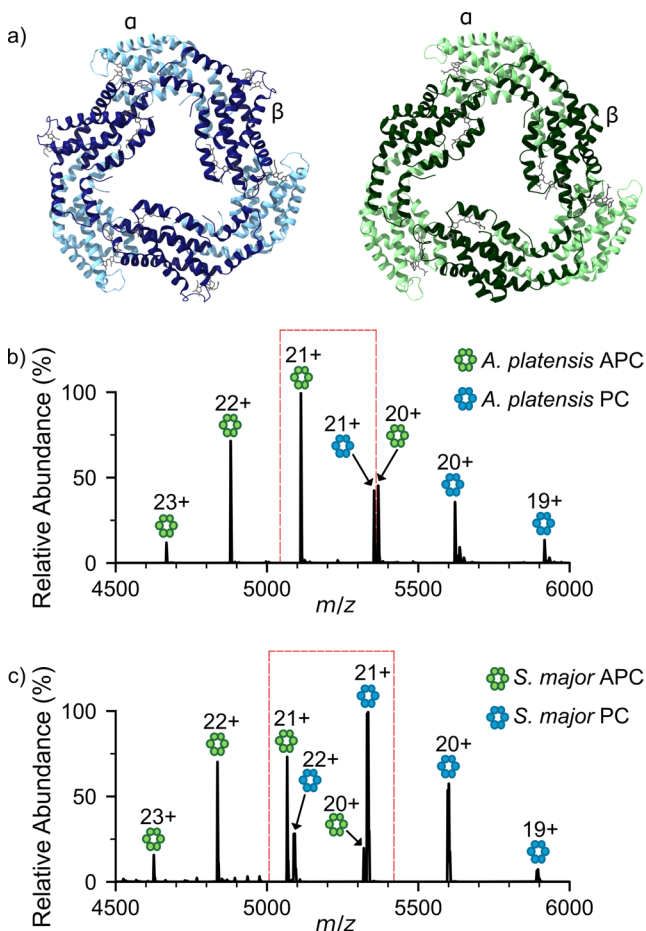 a)
α
β
α
β
b)
Relative Abundance (%)
100
50
0
23+
22+
21+
21+
20+
20+
19+
A. platensis APC
A. platensis PC
4500
5000
5500
6000
m/z
c)
Relative Abundance (%)
100
50
0
23+
22+
21+
22+
20+
21+
20+
19+
S. major APC
S. major PC
4500
5000
5500
6000
m/z